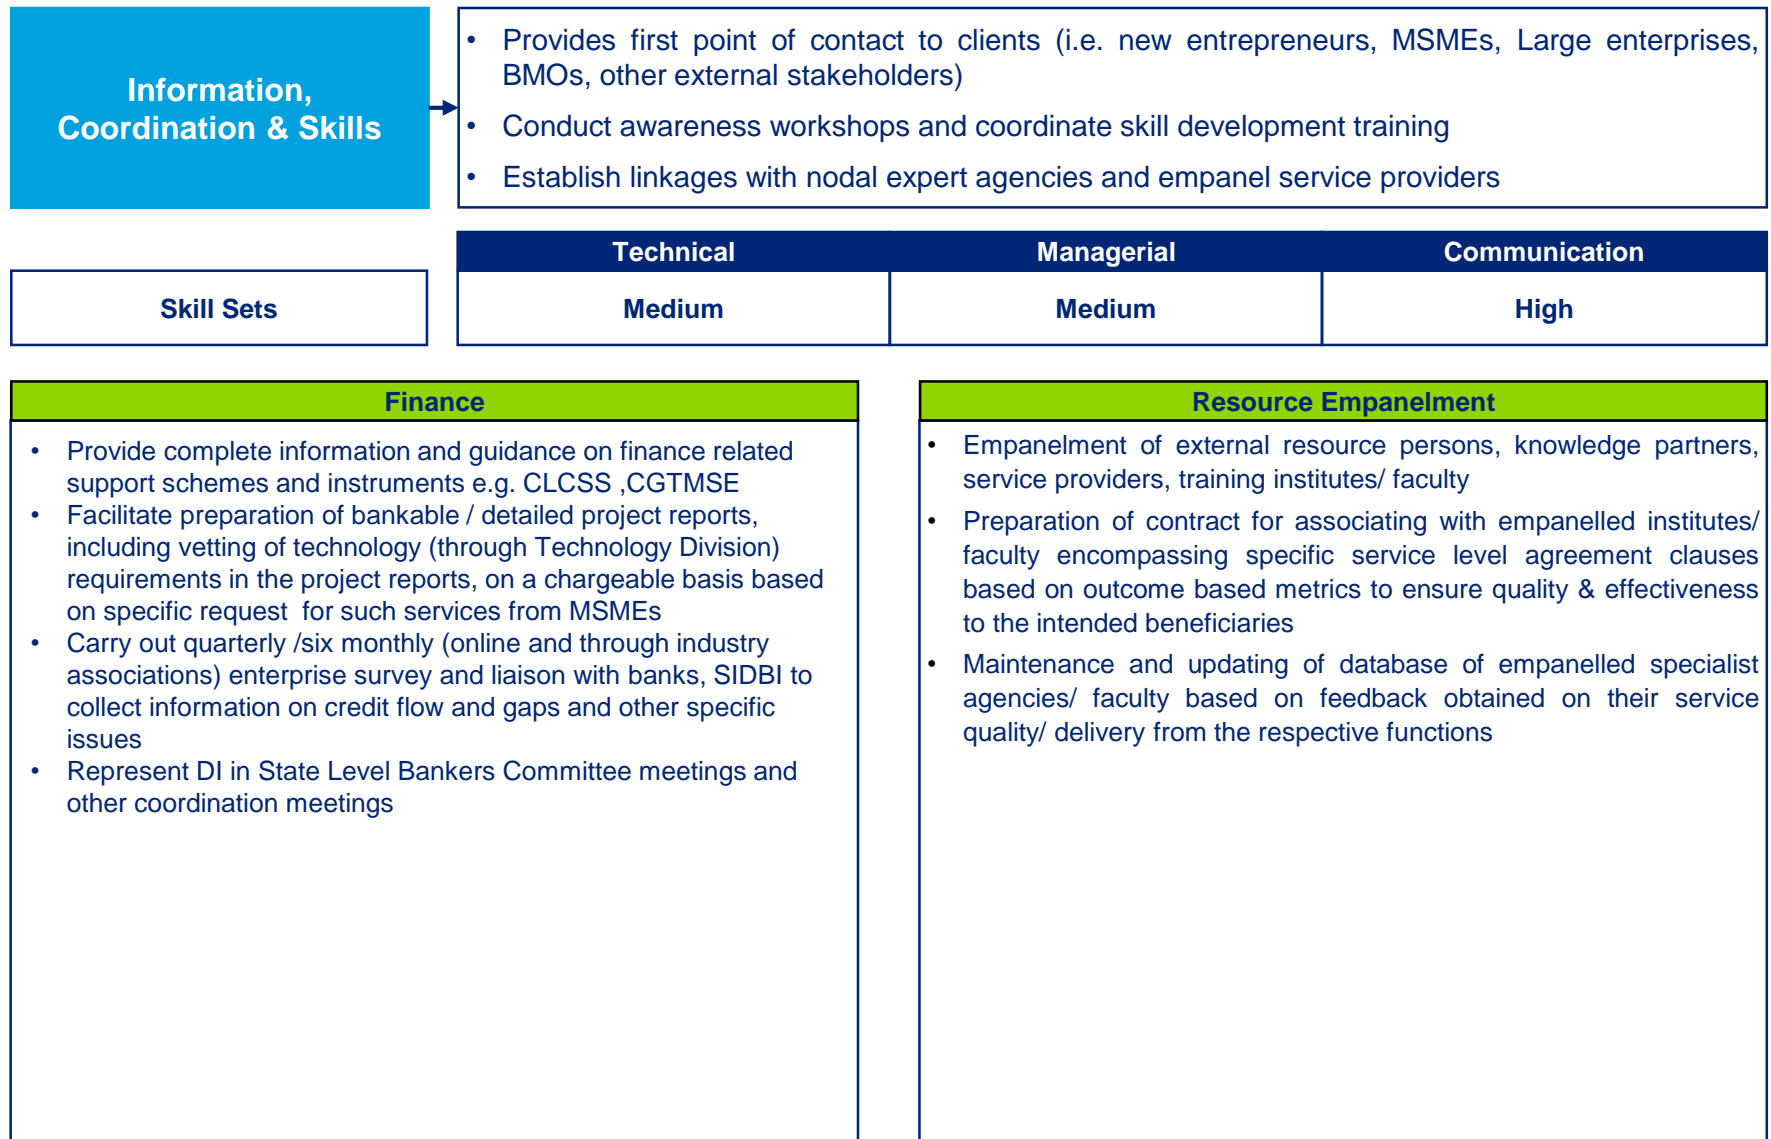 Information,
Coordination & Skills
• Provides first point of contact to clients (i.e. new entrepreneurs, MSMEs, Large enterprises,
BMOs, other external stakeholders)
• Conduct awareness workshops and coordinate skill development training
• Establish linkages with nodal expert agencies and empanel service providers
Technical Managerial Communication
Skill Sets Medium Medium High
Finance
• Provide complete information and guidance on finance related
support schemes and instruments e.g. CLCSS ,CGTMSE
• Facilitate preparation of bankable / detailed project reports,
including vetting of technology (through Technology Division)
requirements in the project reports, on a chargeable basis based
on specific request  for such services from MSMEs
• Carry out quarterly /six monthly (online and through industry
associations) enterprise survey and liaison with banks, SIDBI to
collect information on credit flow and gaps and other specific
issues
• Represent DI in State Level Bankers Committee meetings and
other coordination meetings
Resource Empanelment
• Empanelment of external resource persons, knowledge partners,
service providers, training institutes/ faculty
• Preparation of contract for associating with empanelled institutes/
faculty encompassing specific service level agreement clauses
based on outcome based metrics to ensure quality & effectiveness
to the intended beneficiaries
• Maintenance and updating of database of empanelled specialist
agencies/ faculty based on feedback obtained on their service
quality/ delivery from the respective functions